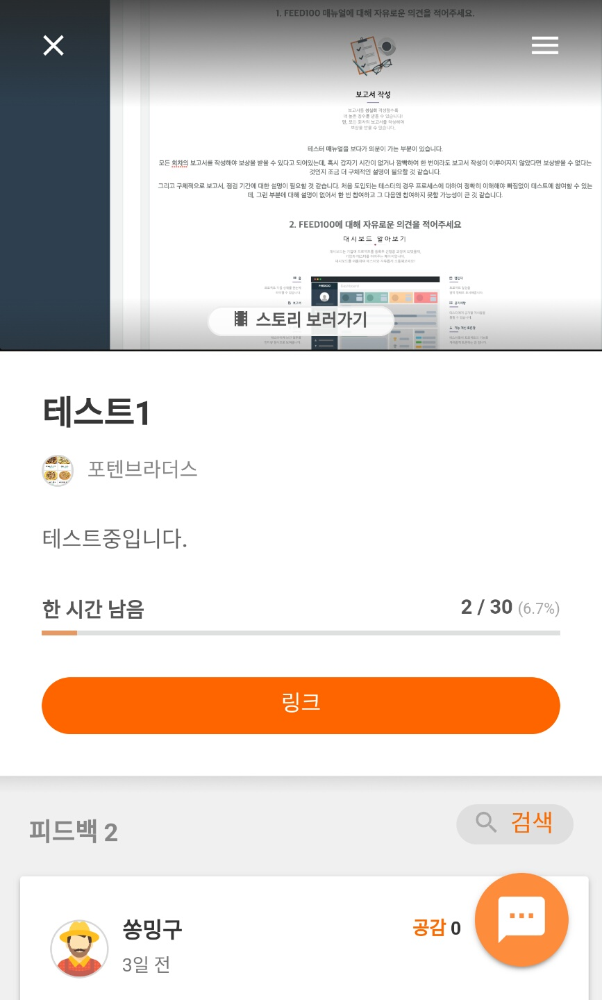 1. FEED100 매뉴얼에 대해 자유로운 의견을 적어주세요.
보고서 작성
보고서를 성실히 작성할수록
더 높은 점수를 받을 수 있습니다!
단, 모든 회차의 보고서를 작성해야
보상을 받을 수 있습니다.
테스터 매뉴얼을 보다가 의문이 가는 부분이 있습니다.
모든 회차의 보고서를 작성해야 보상을 받을 수 있다고 되어있는데, 혹시 갑자기 시간이 없거나 깜빡하여 한 번이라도 보고서 작성이 이루어지지 않았다면 보상받을 수 없다는
것인지 조금 더 구체적인 설명이 필요할 것 같습니다.
그리고 구체적으로 보고서, 점검 기간에 대한 설명이 필요할 것 같습니다. 처음 도입되는 테스터의 경우 프로세스에 대하여 정확히 이해해야 빠짐없이 테스트에 참여할 수 있는
데, 그런 부분에 대해 설명이 없어서 한 번 참여하고 그 다음엔 참여하지 못할 가능성이 큰 것 같습니다.
2. FEED100에 대해 자유로운 의견을 적어주세요
대시보드 알아보기
홈
보고서
FEED100
Dashboard
스토리 보러가기
테스트1
포텐브라더스
테스트중입니다.
한 시간 남음 2 / 30 (6.7%)
링크
피드백 2 검색
쏭밍구 공감 0
3일 전